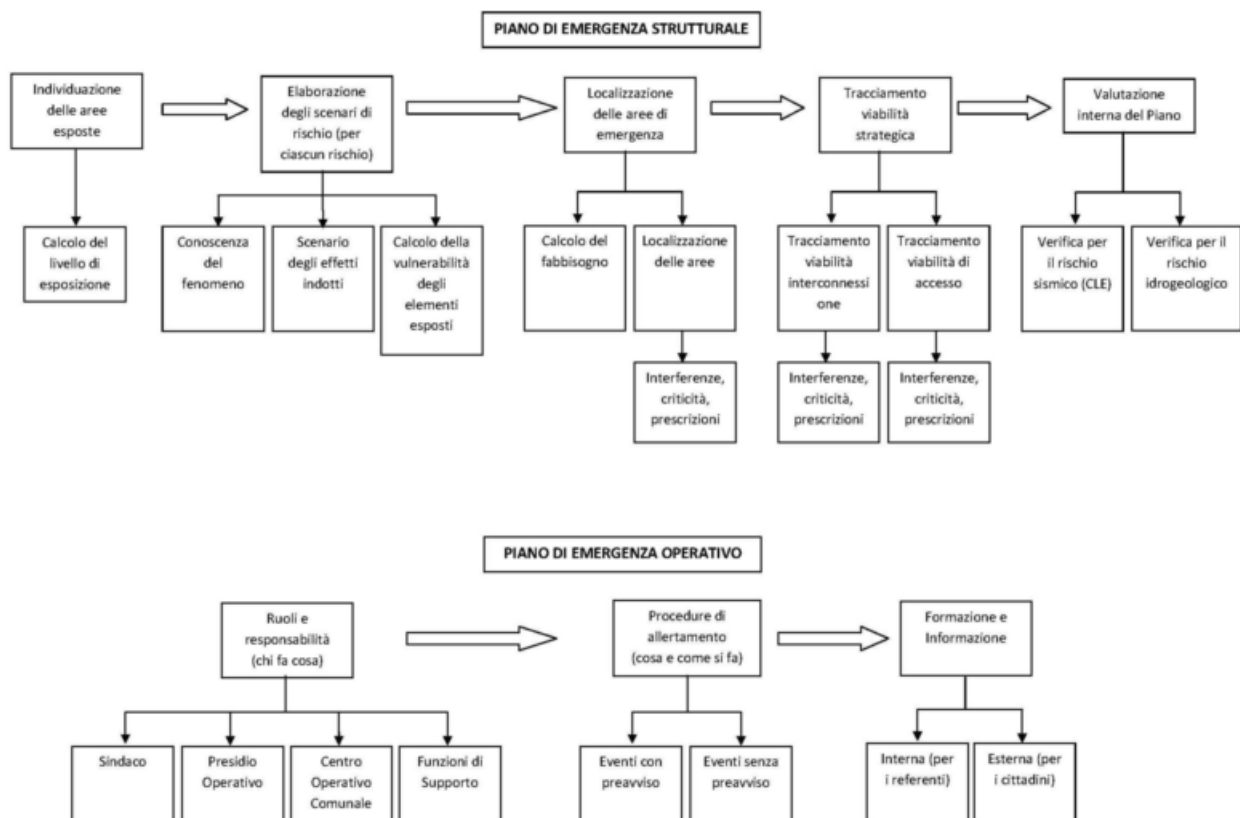 PIANO DI EMERGENZA STRUTTURALE
Individuazione
delle aree
esposte
Elaborazione
degli scenari di
rischio (per
ciascun rischio)
Localizzazione
delle aree di
emergenza
Tracciamento
viabilità
strategica
Valutazione
interna del Piano
Calcolo del
livello di
esposizione
Conoscenza
del
fenomeno
Scenario
degli effetti
indotti
Calcolo della
vulnerabilità
degli
elementi
esposti
Calcolo del
fabbisogno
Localizzazione
delle aree
Tracciamento
viabilità
interconnessi
one
Tracciamento
viabilità di
accesso
Verifica per
il rischio
sismico (CLE)
Verifica per il
rischio
idrogeologico
Interferenze,
criticità,
prescrizioni
Interferenze,
criticità,
prescrizioni
Interferenze,
criticità,
prescrizioni
PIANO DI EMERGENZA OPERATIVO
Ruoli e
responsabilità
(chi fa cosa)
Procedure di
allertamento
(cosa e come si fa)
Formazione e
Informazione
Sindaco
Presidio
Operativo
Centro
Operativo
Comunale
Funzioni di
Supporto
Eventi con
preavviso
Eventi senza
preavviso
Interna (per
i referenti)
Esterna (per
i cittadini)